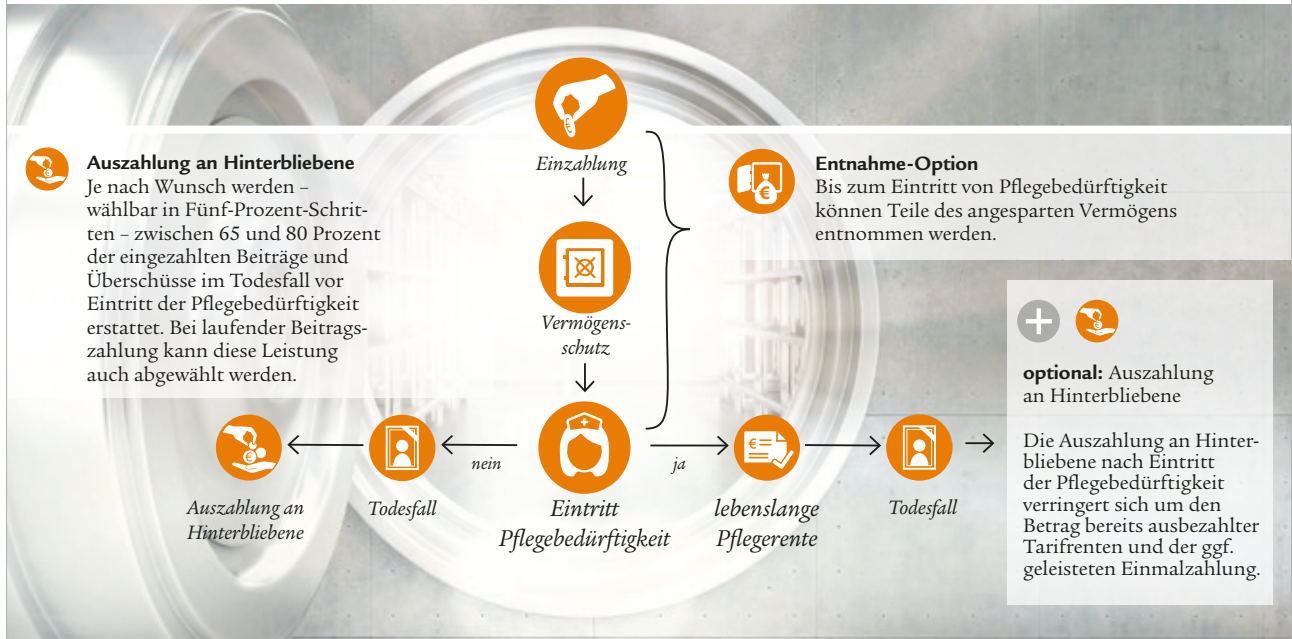 Einzahlung
Auszahlung an Hinterbliebene
Je nach Wunsch werden –
wählbar in Fünf-Prozent-Schrit-
ten – zwischen 65 und 80 Prozent
der eingezahlten Beiträge und
Überschüsse im Todesfall vor
Eintritt der Pflegebedürftigkeit
erstattet. Bei laufender Beitrags-
zahlung kann diese Leistung
auch abgewählt werden.
Entnahme-Option
Bis zum Eintritt von Pflegebedürftigkeit
können Teile des angesparten Vermögens
entnommen werden.
Vermögens-
schutz
nein
ja
Auszahlung an
Hinterbliebene
Todesfall
Eintritt
Pflegebedürftigkeit
lebenslange
Pflegerente
Todesfall
optional: Auszahlung
an Hinterbliebene
Die Auszahlung an Hinter-
bliebene nach Eintritt
der Pflegebedürftigkeit
verringert sich um den
Betrag bereits ausbezahlter
Tarifrenten und der ggf.
geleisteten Einmalzahlung.